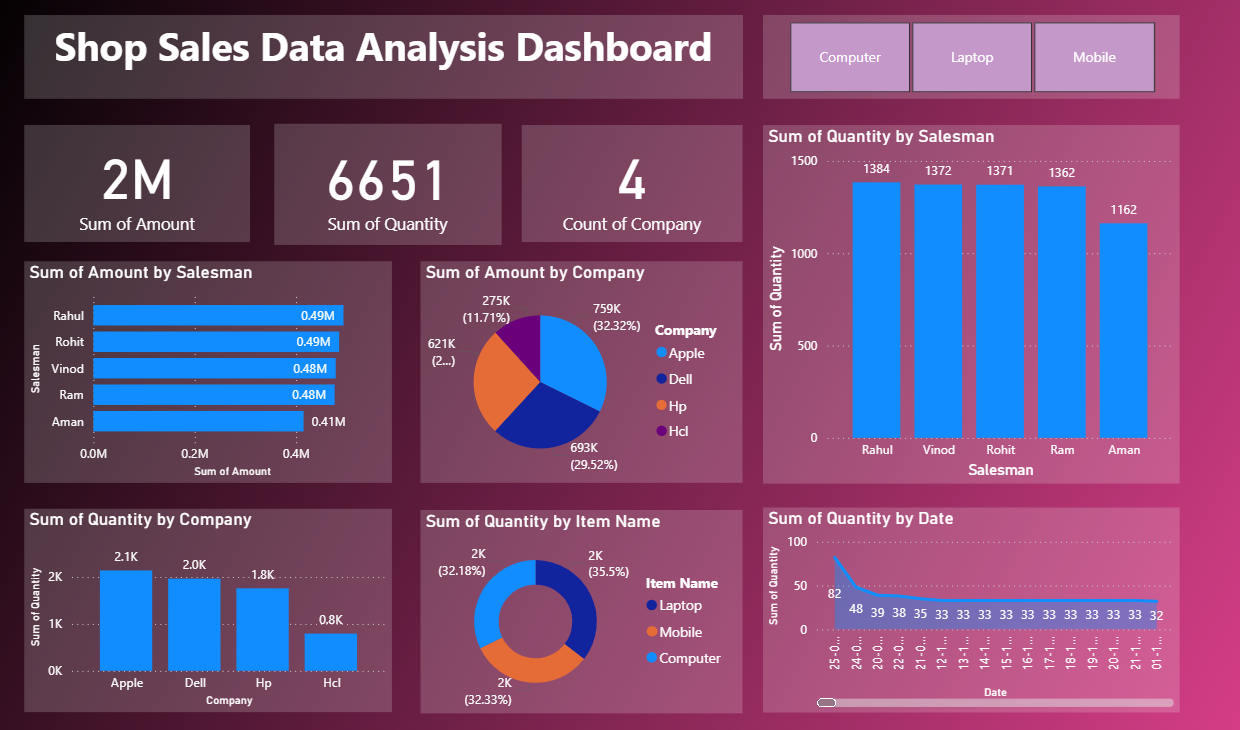 Shop Sales Data Analysis Dashboard
Computer
Laptop
Mobile
2M
Sum of Amount
6651
Sum of Quantity
4
Count of Company
Sum of Amount by Salesman
Salesman
Rahul
0.49M
Rohit
0.49M
Vinod
0.48M
Ram
0.48M
Aman
0.41M
0.0M
0.2M
0.4M
Sum of Amount
Sum of Amount by Company
275K
(11.71%)
759K
(32.32%)
621K
(2...)
693K
(29.52%)
Company
Apple
Dell
Hp
Hcl
Sum of Quantity by Salesman
Sum of Quantity
1500
1000
500
0
1384
1372
1371
1362
1162
Rahul
Vinod
Rohit
Ram
Aman
Salesman
Sum of Quantity by Company
Sum of Quantity
2K
1K
0K
2.1K
2.0K
1.8K
0.8K
Apple
Dell
Hp
Hcl
Company
Sum of Quantity by Item Name
2K
(32.18%)
2K
(35.5%)
2K
(32.33%)
Item Name
Laptop
Mobile
Computer
Sum of Quantity by Date
Sum of Quantity
100
50
0
82
48
39
38
35
33
33
33
33
33
33
33
33
33
33
32
25-0...
24-0...
20-0...
22-0...
21-0...
12-1...
13-1...
14-1...
15-1...
16-1...
17-1...
18-1...
19-1...
20-1...
21-1...
01-1...
Date